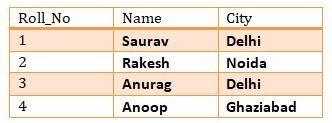 Roll_No Name City
1 Saurav Delhi
2 Rakesh Noida
3 Anurag Delhi
4 Anoop Ghaziabad